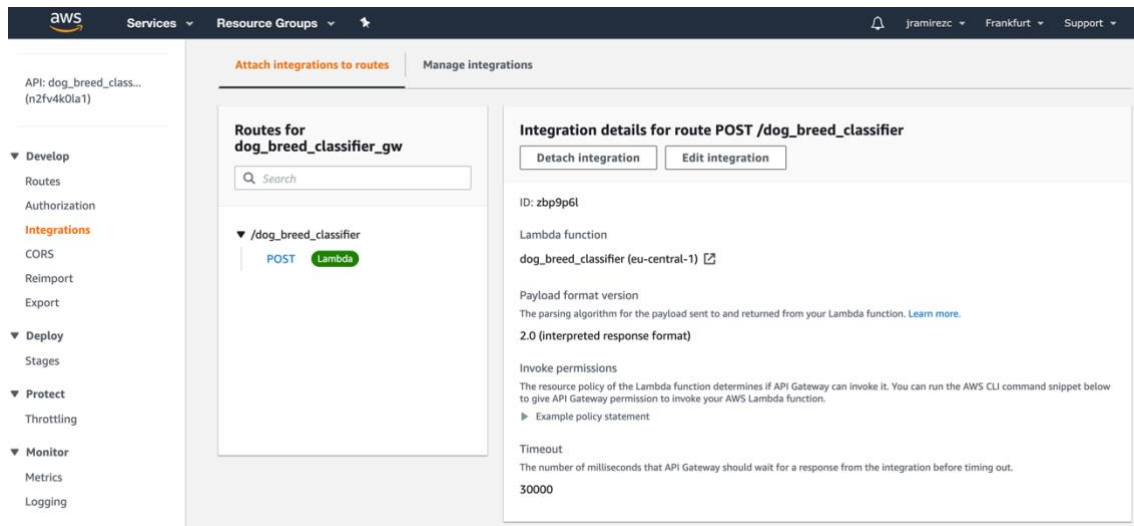 aws Services Resource Groups jramirezc Frankfurt Support
API: dog_breed_class...
(n2fv4k0la1)
Develop
Routes
Authorization
Integrations
CORS
Reimport
Export
Deploy
Stages
Protect
Throttling
Monitor
Metrics
Logging
Attach integrations to routes Manage integrations
Routes for
dog_breed_classifier_gw
Search
/dog_breed_classifier
POST Lambda
Integration details for route POST /dog_breed_classifier
Detach integration Edit integration
ID: zbp9p6l
Lambda function
dog_breed_classifier (eu-central-1)
Payload format version
The parsing algorithm for the payload sent to and returned from your Lambda function. Learn more.
2.0 (interpreted response format)
Invoke permissions
The resource policy of the Lambda function determines if API Gateway can invoke it. You can run the AWS CLI command snippet below
to give API Gateway permission to invoke your AWS Lambda function.
Example policy statement
Timeout
The number of milliseconds that API Gateway should wait for a response from the integration before timing out.
30000